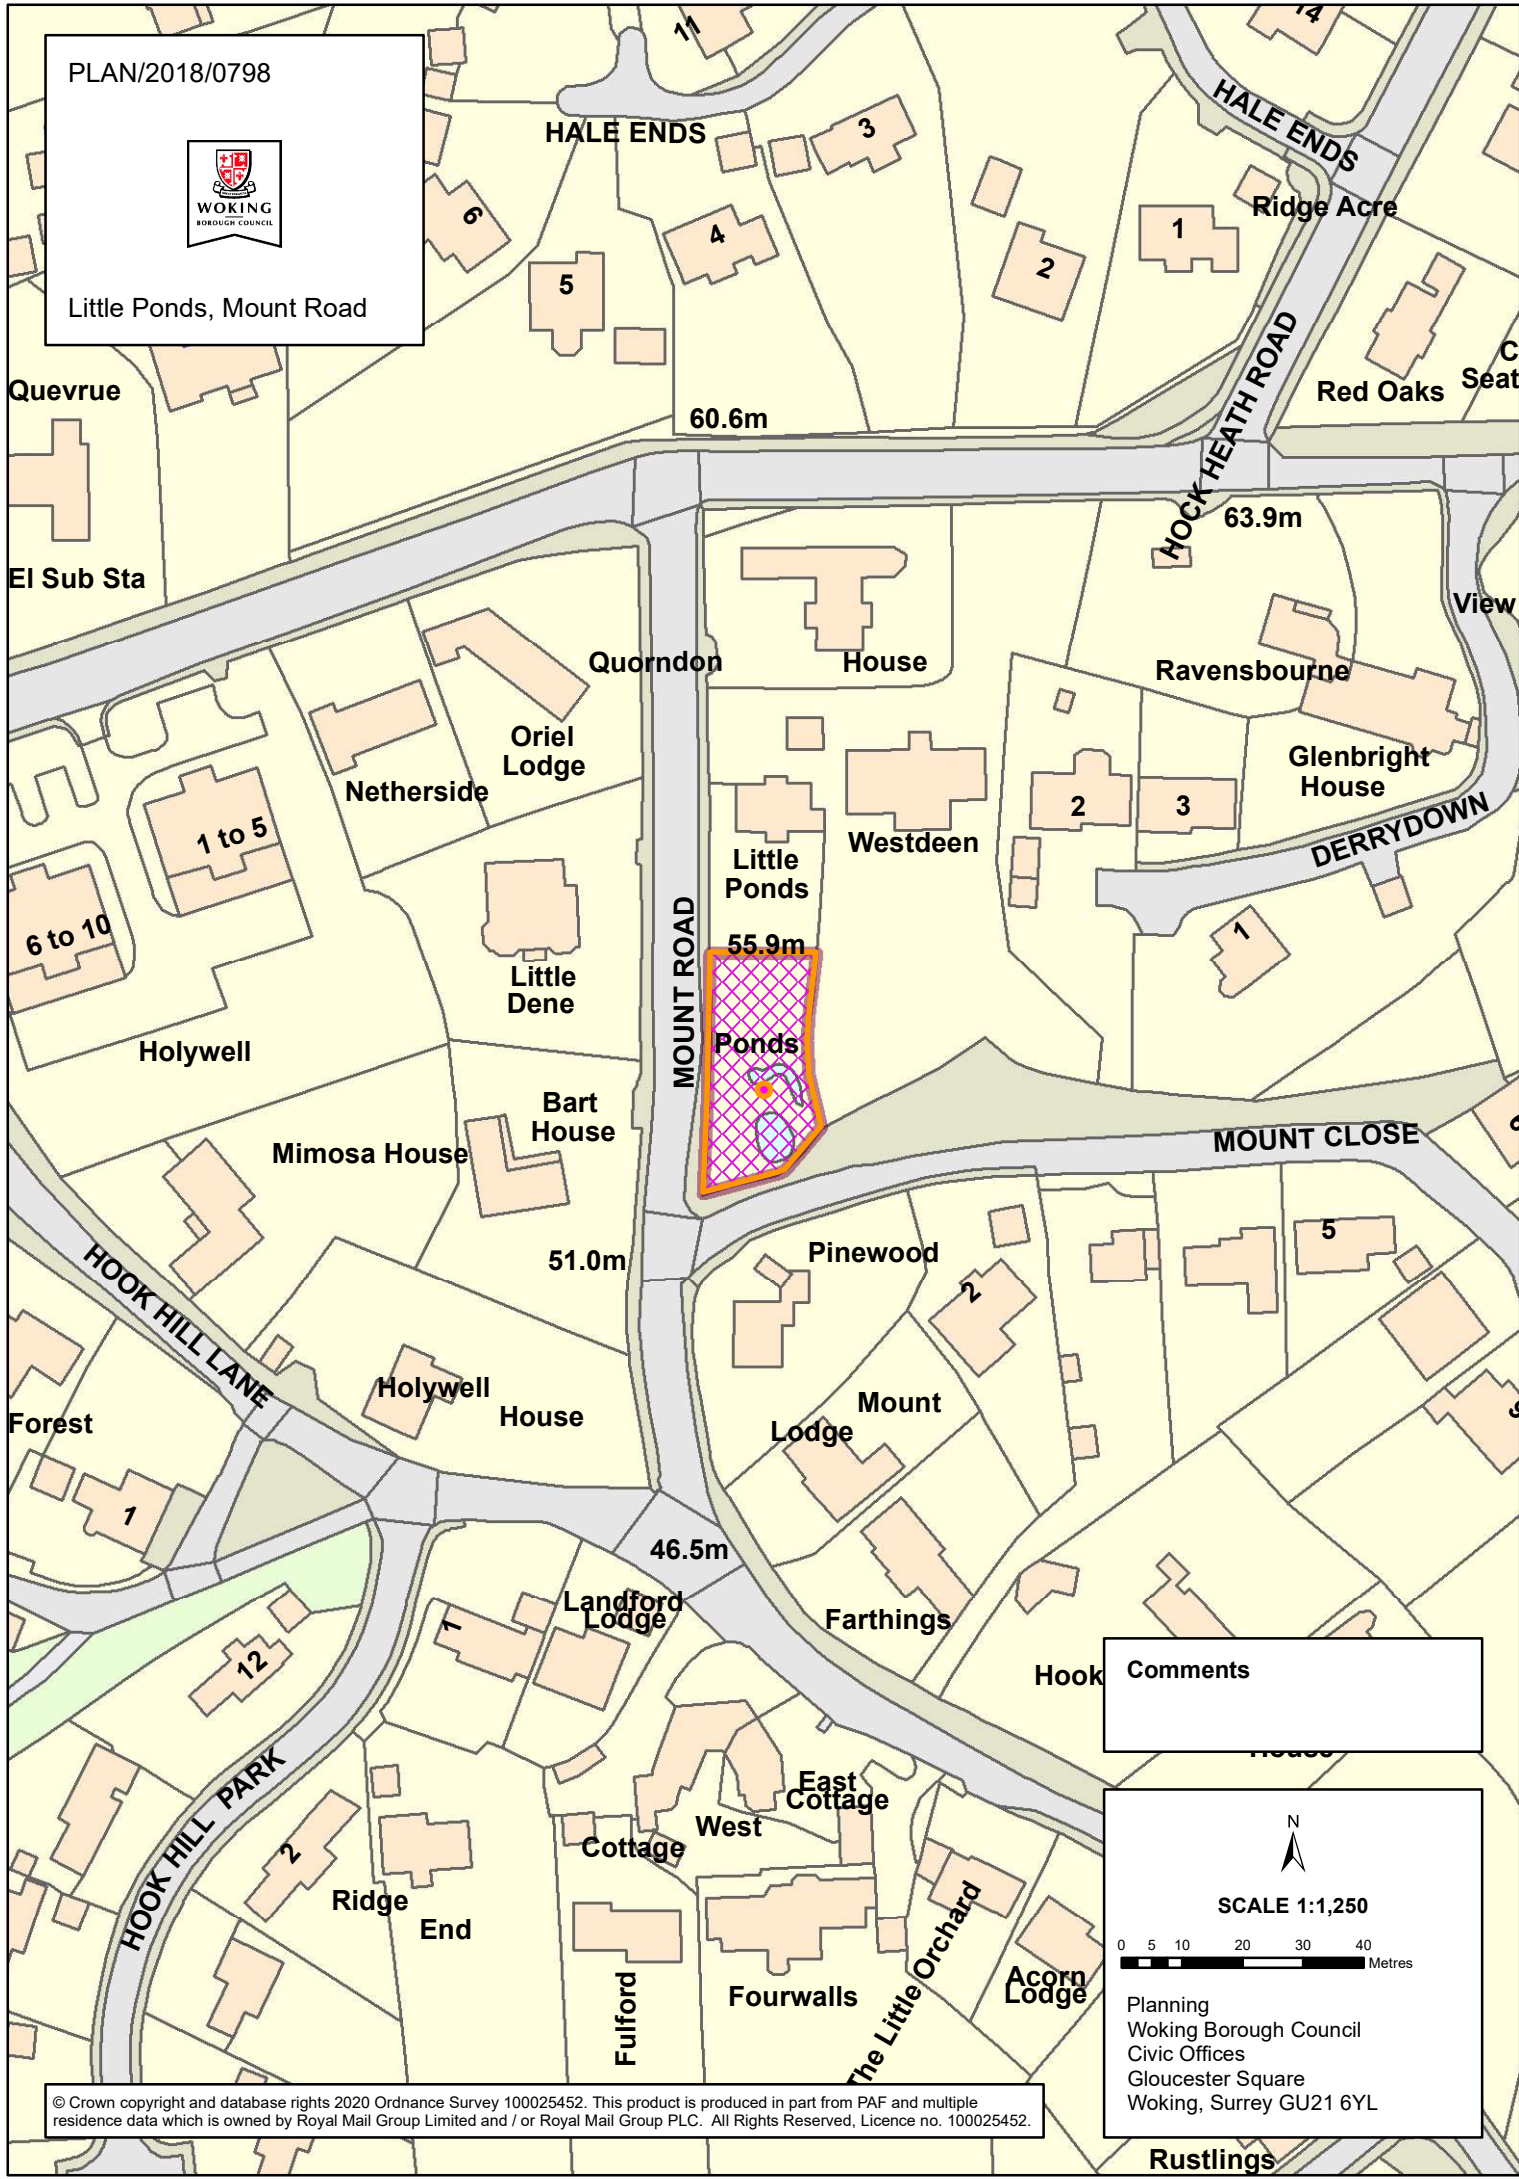 PLAN/2018/0798
WOKING
BOROUGH COUNCIL
Little Ponds, Mount Road
11
14
HALE ENDS
3
HALE ENDS
6
4
5
2
1
Ridge Acre
HOCK HEATH ROAD
Quevrue
60.6m
Red Oaks
Seat
El Sub Sta
63.9m
View
Quorndon
House
Ravensbourne
Oriel
Lodge
Netherside
Glenbright
House
1 to 5
2
3
DERRYDOWN
Westdeen
Little
Ponds
6 to 10
1
55.9m
MOUNT ROAD
Little
Dene
Holywell
Ponds
Bart
House
MOUNT CLOSE
Mimosa House
5
51.0m
Pinewood
2
HOOK HILL LANE
Holywell
House
Mount
Lodge
Forest
1
46.5m
Landford
Lodge
1
Farthings
12
Hook
Comments
House
HOOK HILL PARK
East
Cottage
West
Cottage
2
Ridge
End
The Little Orchard
Fulford
Fourwalls
Acorn
Lodge
N
SCALE 1:1,250
0 5 10 20 30 40
Metres
Planning
Woking Borough Council
Civic Offices
Gloucester Square
Woking, Surrey GU21 6YL
© Crown copyright and database rights 2020 Ordnance Survey 100025452. This product is produced in part from PAF and multiple
residence data which is owned by Royal Mail Group Limited and / or Royal Mail Group PLC. All Rights Reserved, Licence no. 100025452.
Rustlings